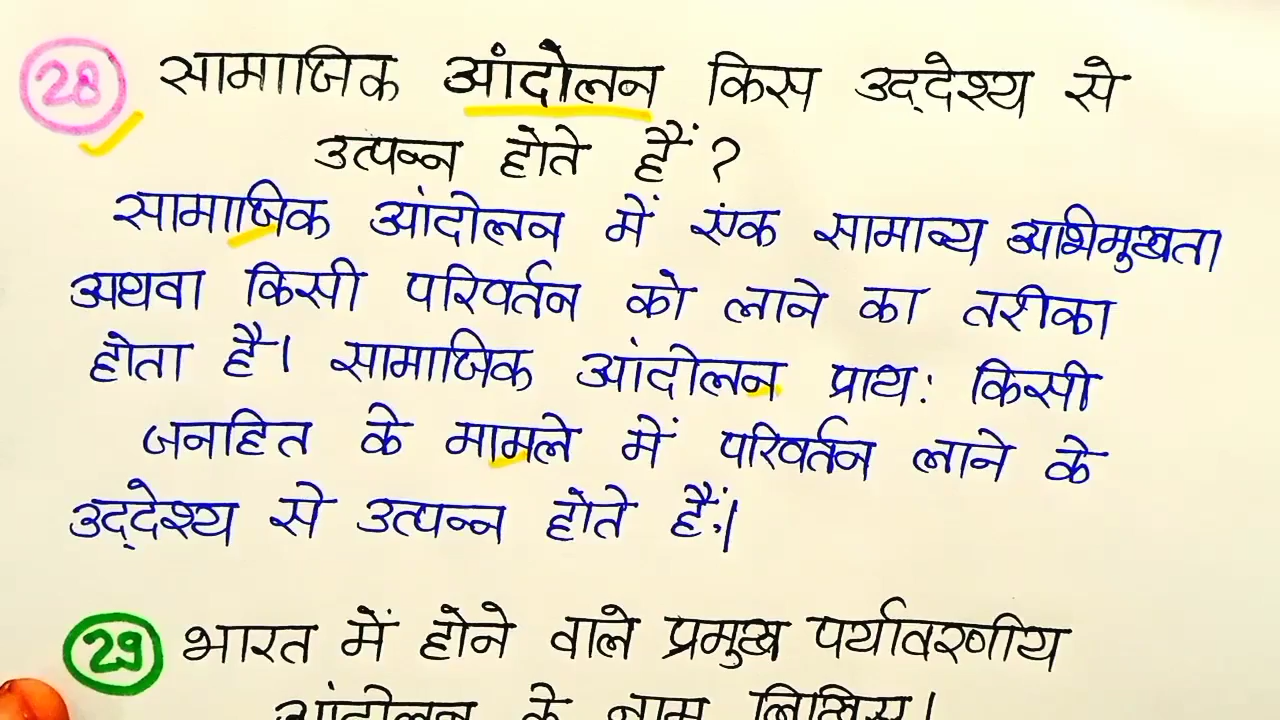 28 सामाजिक आंदोलन किस उद्देश्य से
उत्पन्न होते हैं?
सामाजिक आंदोलन में एक सामान्य अभिमुखता
अथवा किसी परिवर्तन को लाने का तरीका
होता है। सामाजिक आंदोलन प्राय: किसी
जनहित के मामले में परिवर्तन लाने के
उद्देश्य से उत्पन्न होते हैं।
29 भारत में होने वाले प्रमुख पर्यावरणीय
आंदोलन के नाम लिखिए।